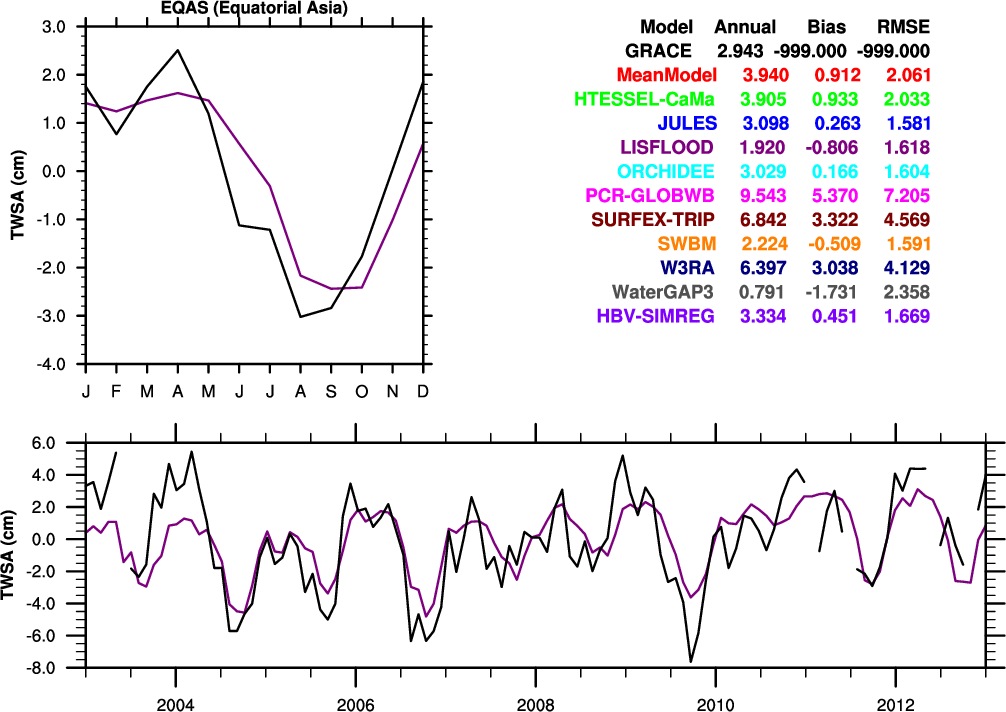 EQAS (Equatorial Asia)
3.0
2.0
1.0
0.0
-1.0
-2.0
-3.0
-4.0
TWSA (cm)
J F M A M J J A S O N D
Model Annual Bias RMSE
GRACE 2.943 -999.000 -999.000
MeanModel 3.940 0.912 2.061
HTESSEL-CaMa 3.905 0.933 2.033
JULES 3.098 0.263 1.581
LISFLOOD 1.920 -0.806 1.618
ORCHIDEE 3.029 0.166 1.604
PCR-GLOBWB 9.543 5.370 7.205
SURFEX-TRIP 6.842 3.322 4.569
SWBM 2.224 -0.509 1.591
W3RA 6.397 3.038 4.129
WaterGAP3 0.791 -1.731 2.358
HBV-SIMREG 3.334 0.451 1.669
6.0
4.0
2.0
0.0
-2.0
-4.0
-6.0
-8.0
TWSA (cm)
2004 2006 2008 2010 2012